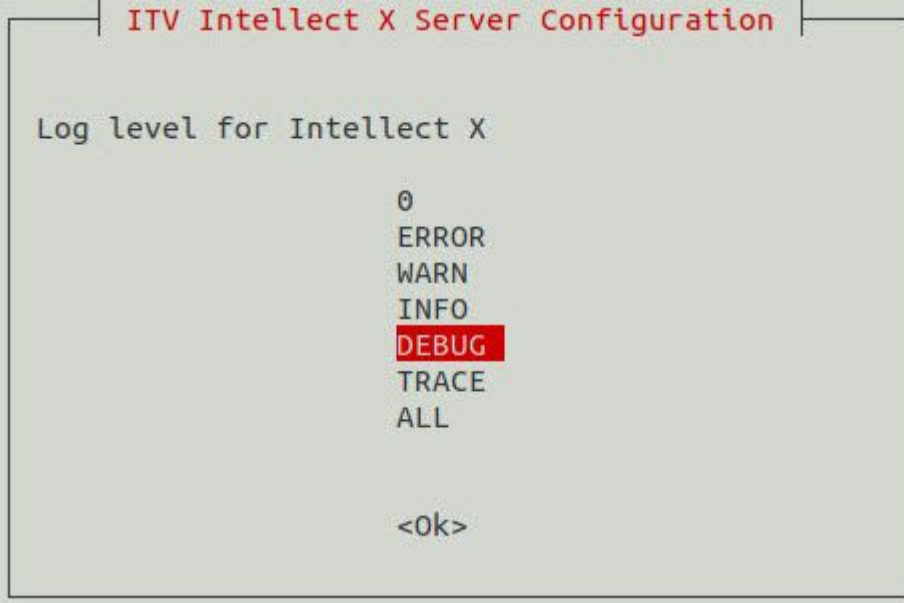 ITV Intellect X Server Configuration
Log level for Intellect X
0
ERROR
WARN
INFO
DEBUG
TRACE
ALL
<Ok>